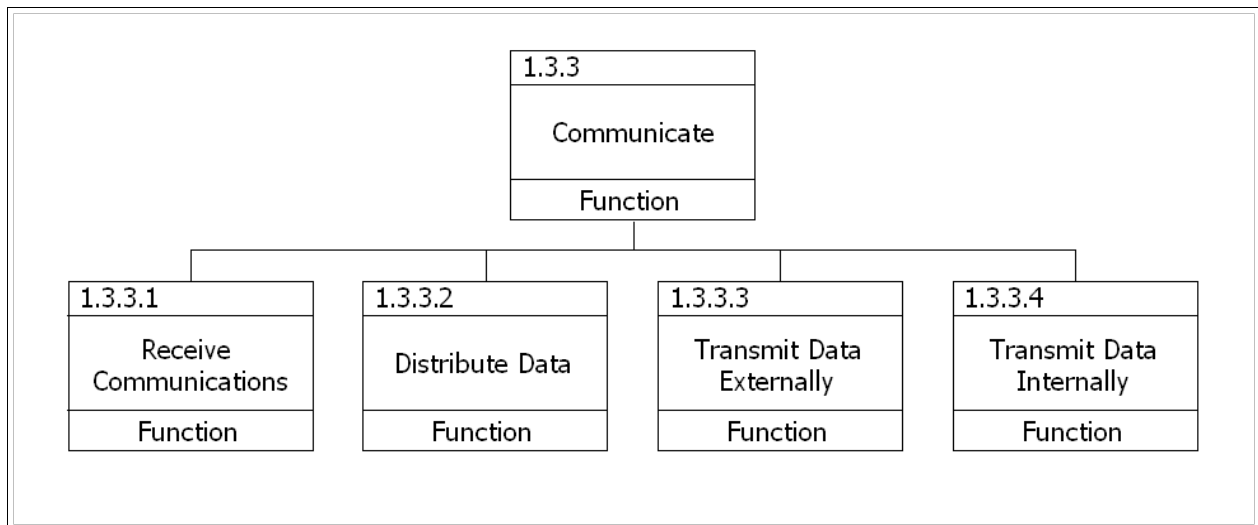 1.3.3
Communicate
Function
1.3.3.1
Receive
Communications
Function
1.3.3.2
Distribute Data
Function
1.3.3.3
Transmit Data
Externally
Function
1.3.3.4
Transmit Data
Internally
Function